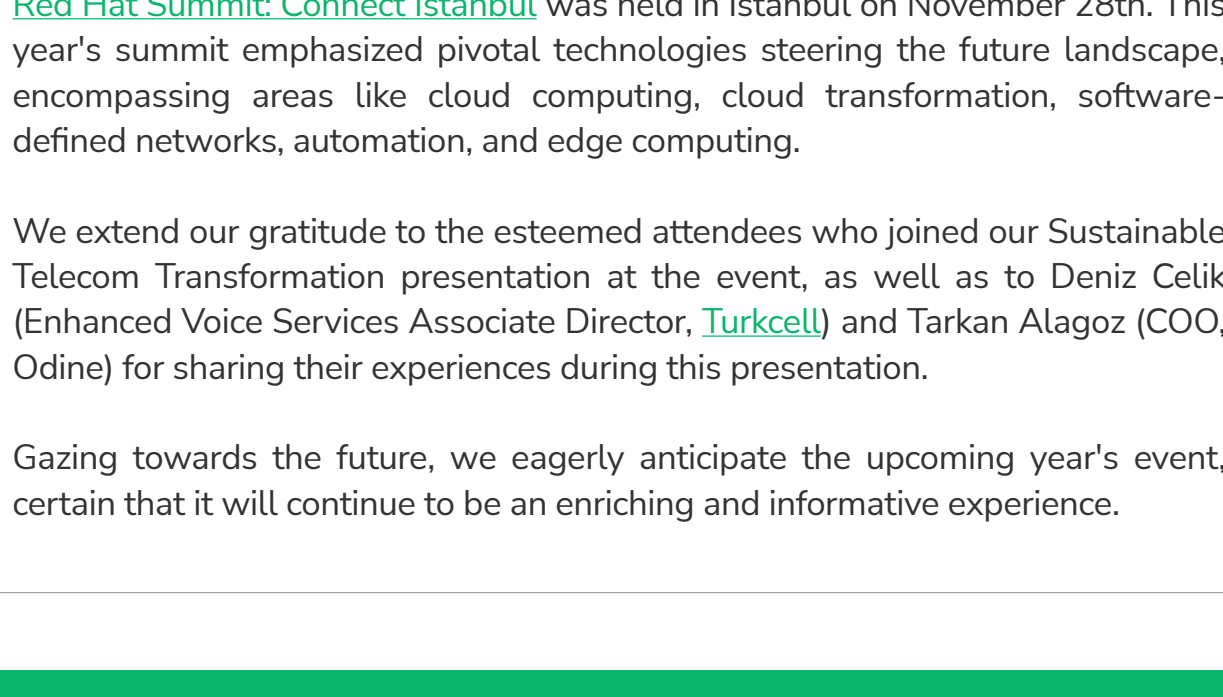 Red Hat Summit: Connect Istanbul was held in Istanbul on November 28th. This
year's summit emphasized pivotal technologies steering the future landscape,
encompassing areas like cloud computing, cloud transformation, software-
defined networks, automation, and edge computing.
We extend our gratitude to the esteemed attendees who joined our Sustainable
Telecom Transformation presentation at the event, as well as to Deniz Celik
(Enhanced Voice Services Associate Director, Turkcell) and Tarkan Alagoz (COO,
Odine) for sharing their experiences during this presentation.
Gazing towards the future, we eagerly anticipate the upcoming year's event,
certain that it will continue to be an enriching and informative experience.